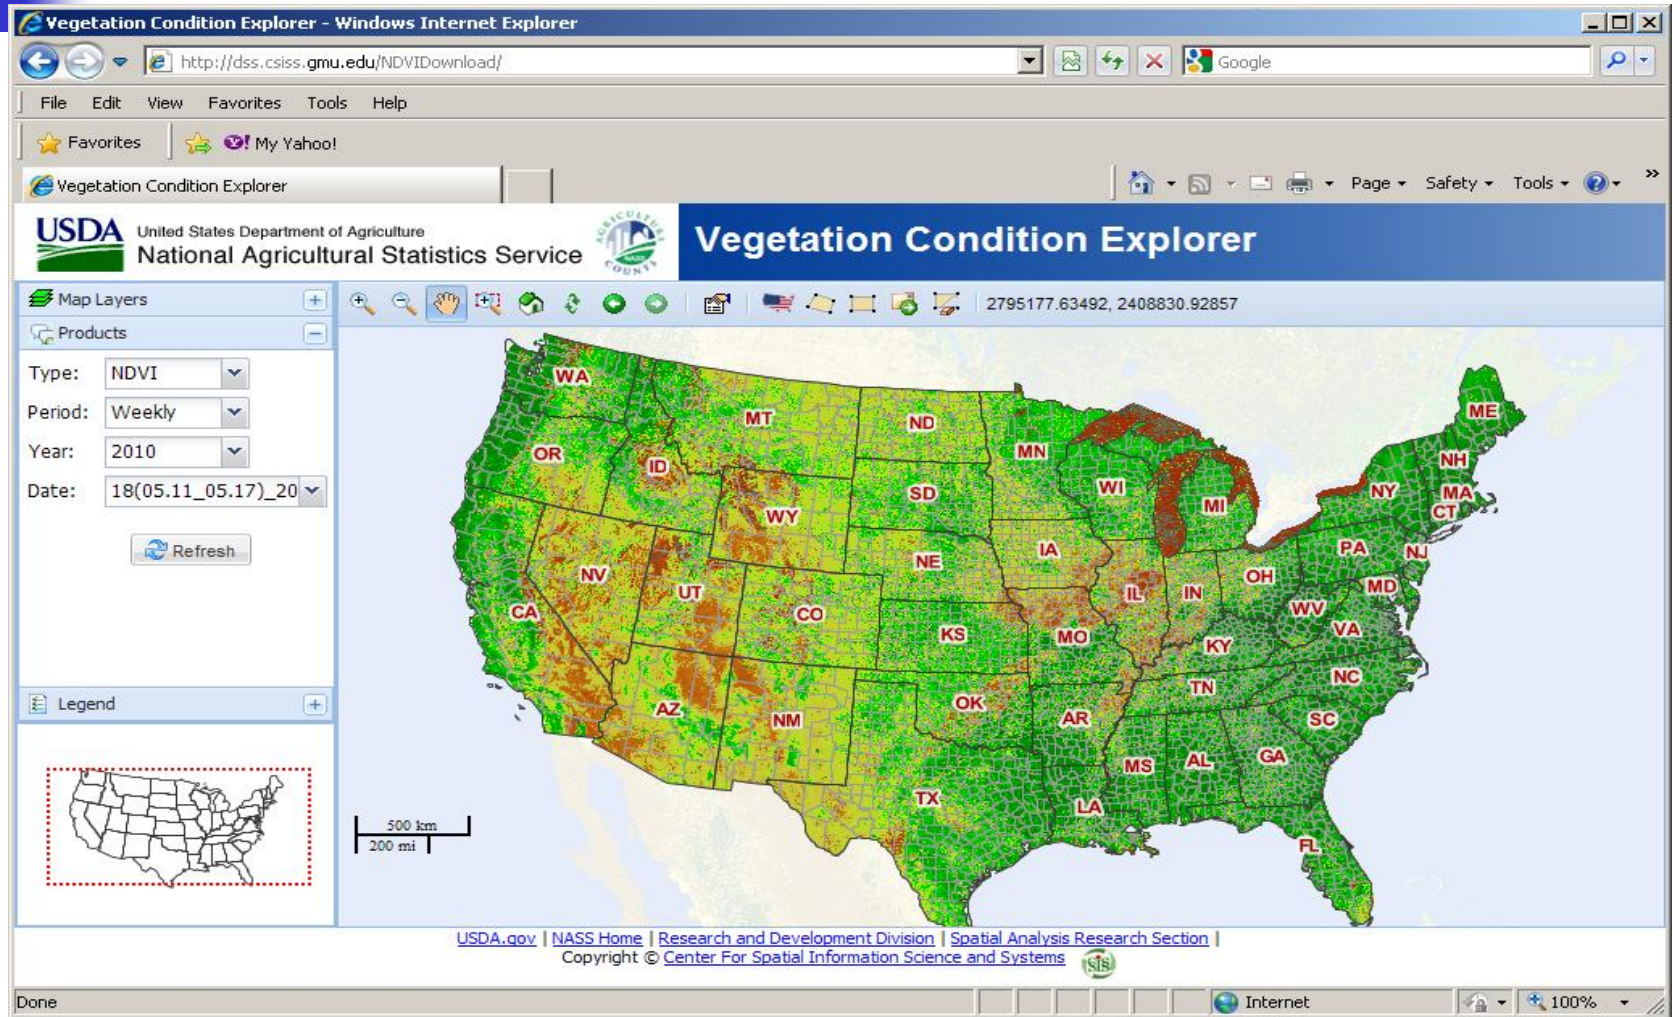 Vegetation Condition Explorer - Windows Internet Explorer
http://dss.csiss.gmu.edu/NDVIDownload/
Google
File Edit View Favorites Tools Help
Favorites My Yahoo!
Vegetation Condition Explorer
Page Safety Tools
USDA United States Department of Agriculture
National Agricultural Statistics Service
AGRICULTURE
NASS
COUNTS
Vegetation Condition Explorer
Map Layers
2795177.63492, 2408830.92857
Products
Type: NDVI
Period: Weekly
Year: 2010
Date: 18(05.11_05.17)_20
Refresh
Legend
WA
MT
ND
MN
ME
OR
ID
SD
WI
MI
NY
NH
MA
CT
WY
IA
PA
NJ
NV
UT
NE
IL
IN
OH
MD
CA
CO
KS
MO
WV
VA
KY
AZ
NM
OK
AR
TN
NC
SC
TX
MS
AL
GA
LA
FL
500 km
200 mi
USDA.gov | NASS Home | Research and Development Division | Spatial Analysis Research Section |
Copyright © Center For Spatial Information Science and Systems
SIS
Done Internet 100%